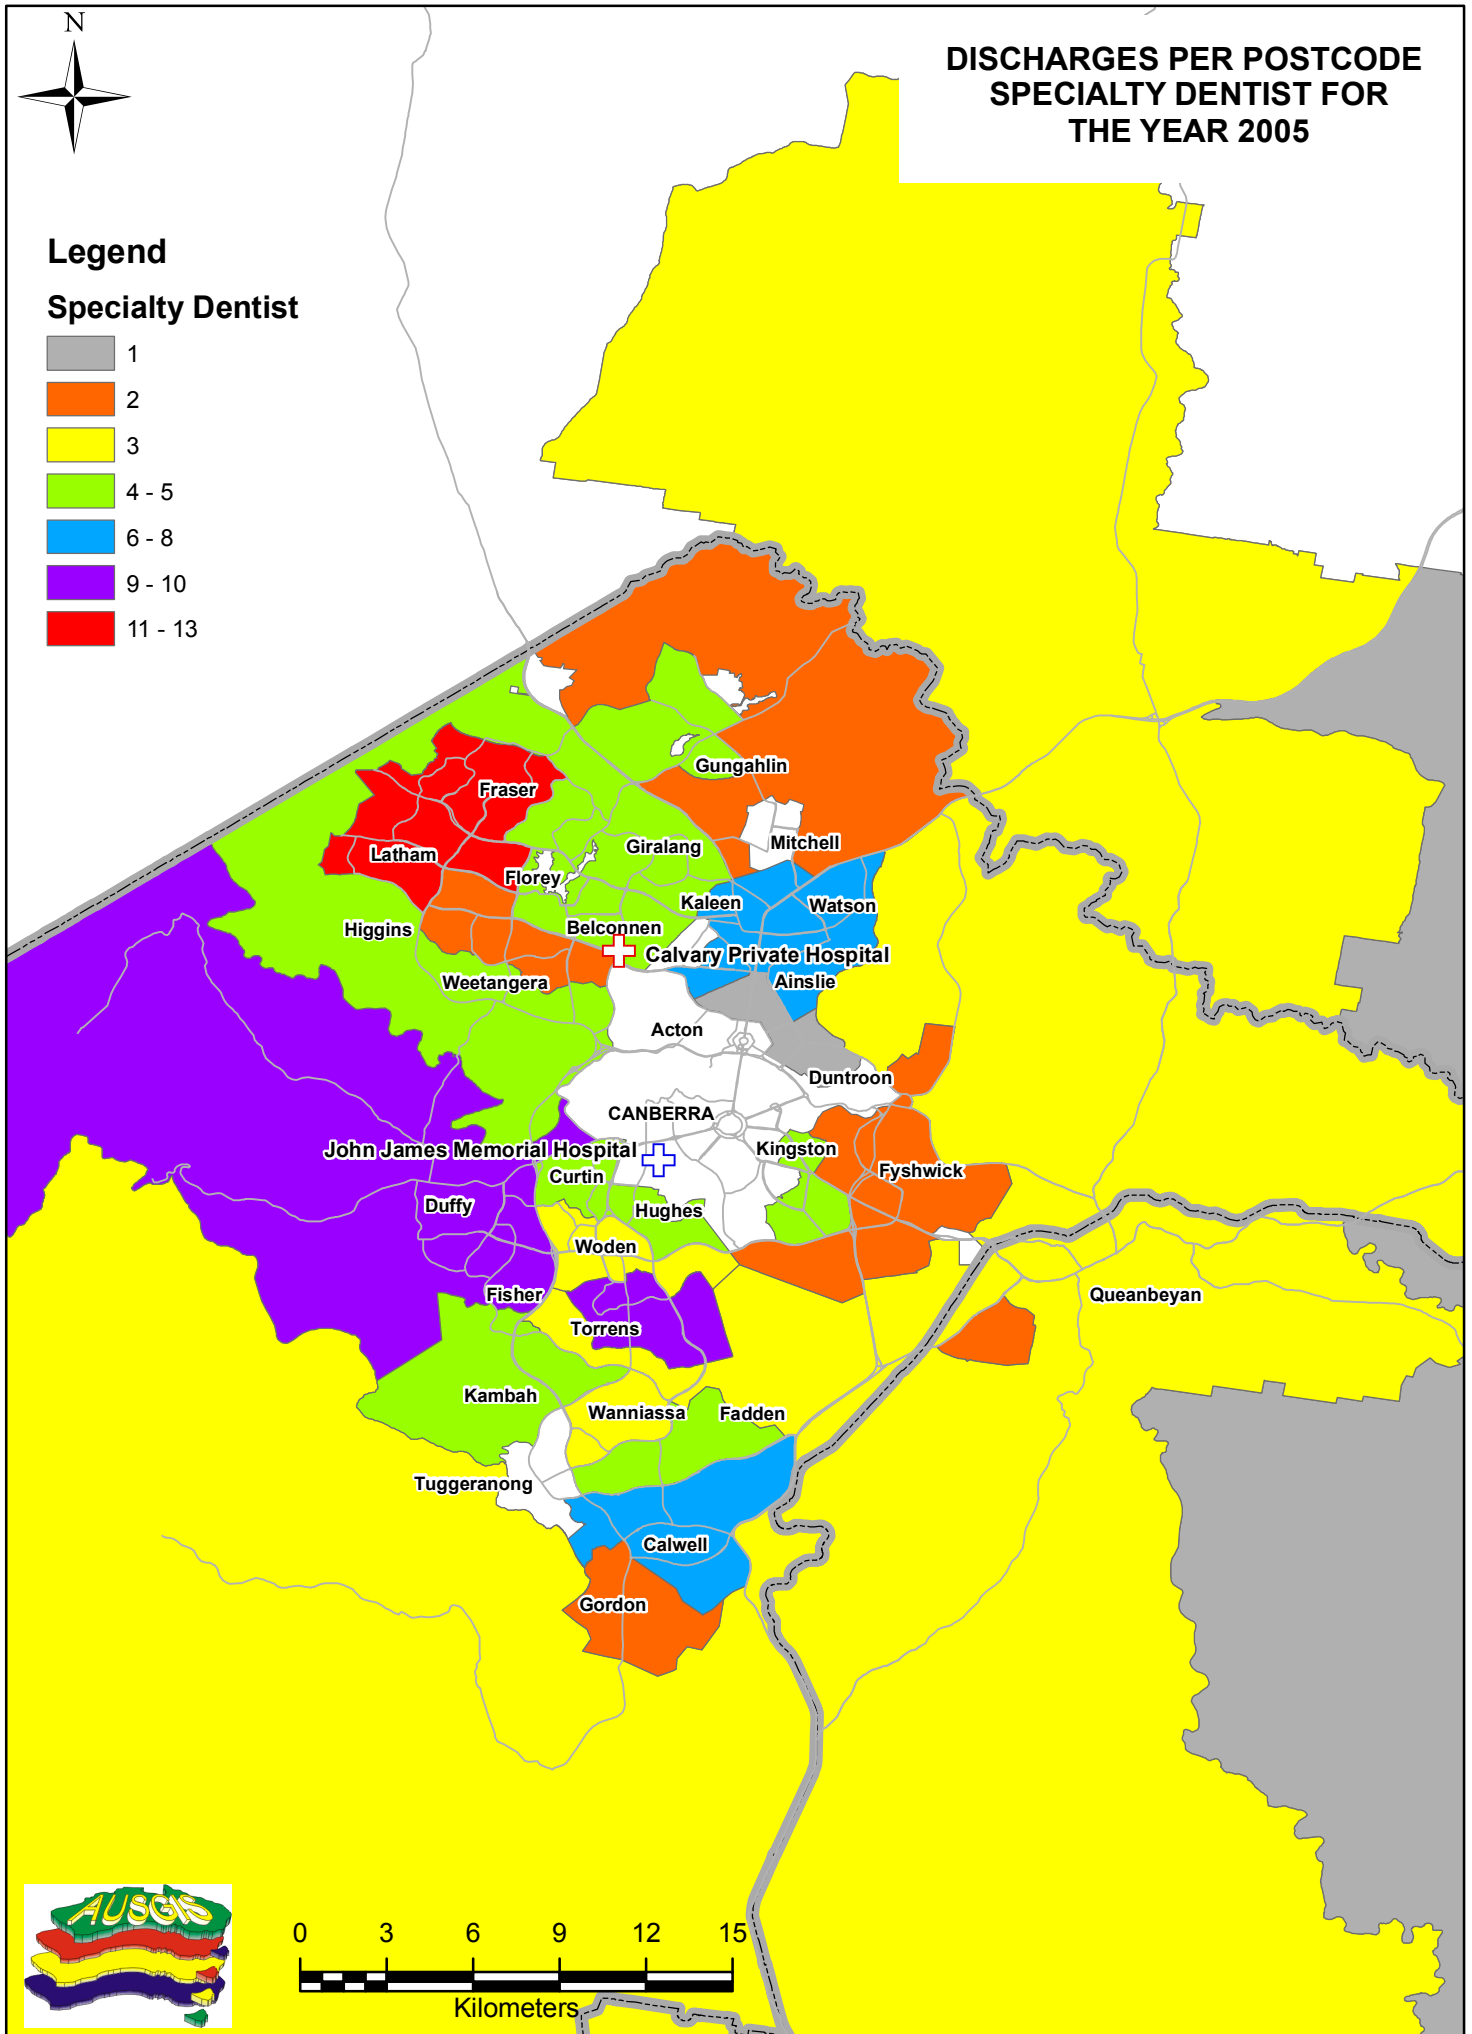 N
DISCHARGES PER POSTCODE
SPECIALTY DENTIST FOR
THE YEAR 2005
Legend
Specialty Dentist
1
2
3
4 - 5
6 - 8
9 - 10
11 - 13
Gungahlin
Fraser
Mitchell
Giralang
Latham
Florey
Kaleen
Watson
Higgins
Belconnen
Calvary Private Hospital
Weetangera
Ainslie
Acton
Duntroon
CANBERRA
John James Memorial Hospital
Kingston
Curtin
Fyshwick
Duffy
Hughes
Woden
Fisher
Queanbeyan
Torrens
Kambah
Wanniassa
Fadden
Tuggeranong
Calwell
Gordon
AUSGIS
0 3 6 9 12 15
Kilometers